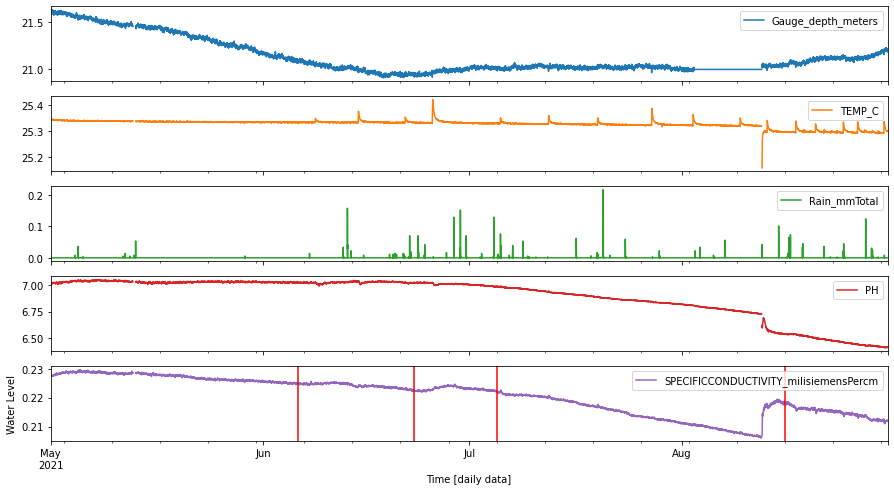 21.5
21.0
Gauge_depth_meters
25.4
25.3
25.2
TEMP_C
0.2
0.1
0.0
Rain_mmTotal
7.00
6.75
6.50
PH
0.23
0.22
0.21
SPECIFICCONDUCTIVITY_milisiemensPercm
Water Level
May
2021
Jun
Jul
Aug
Time [daily data]